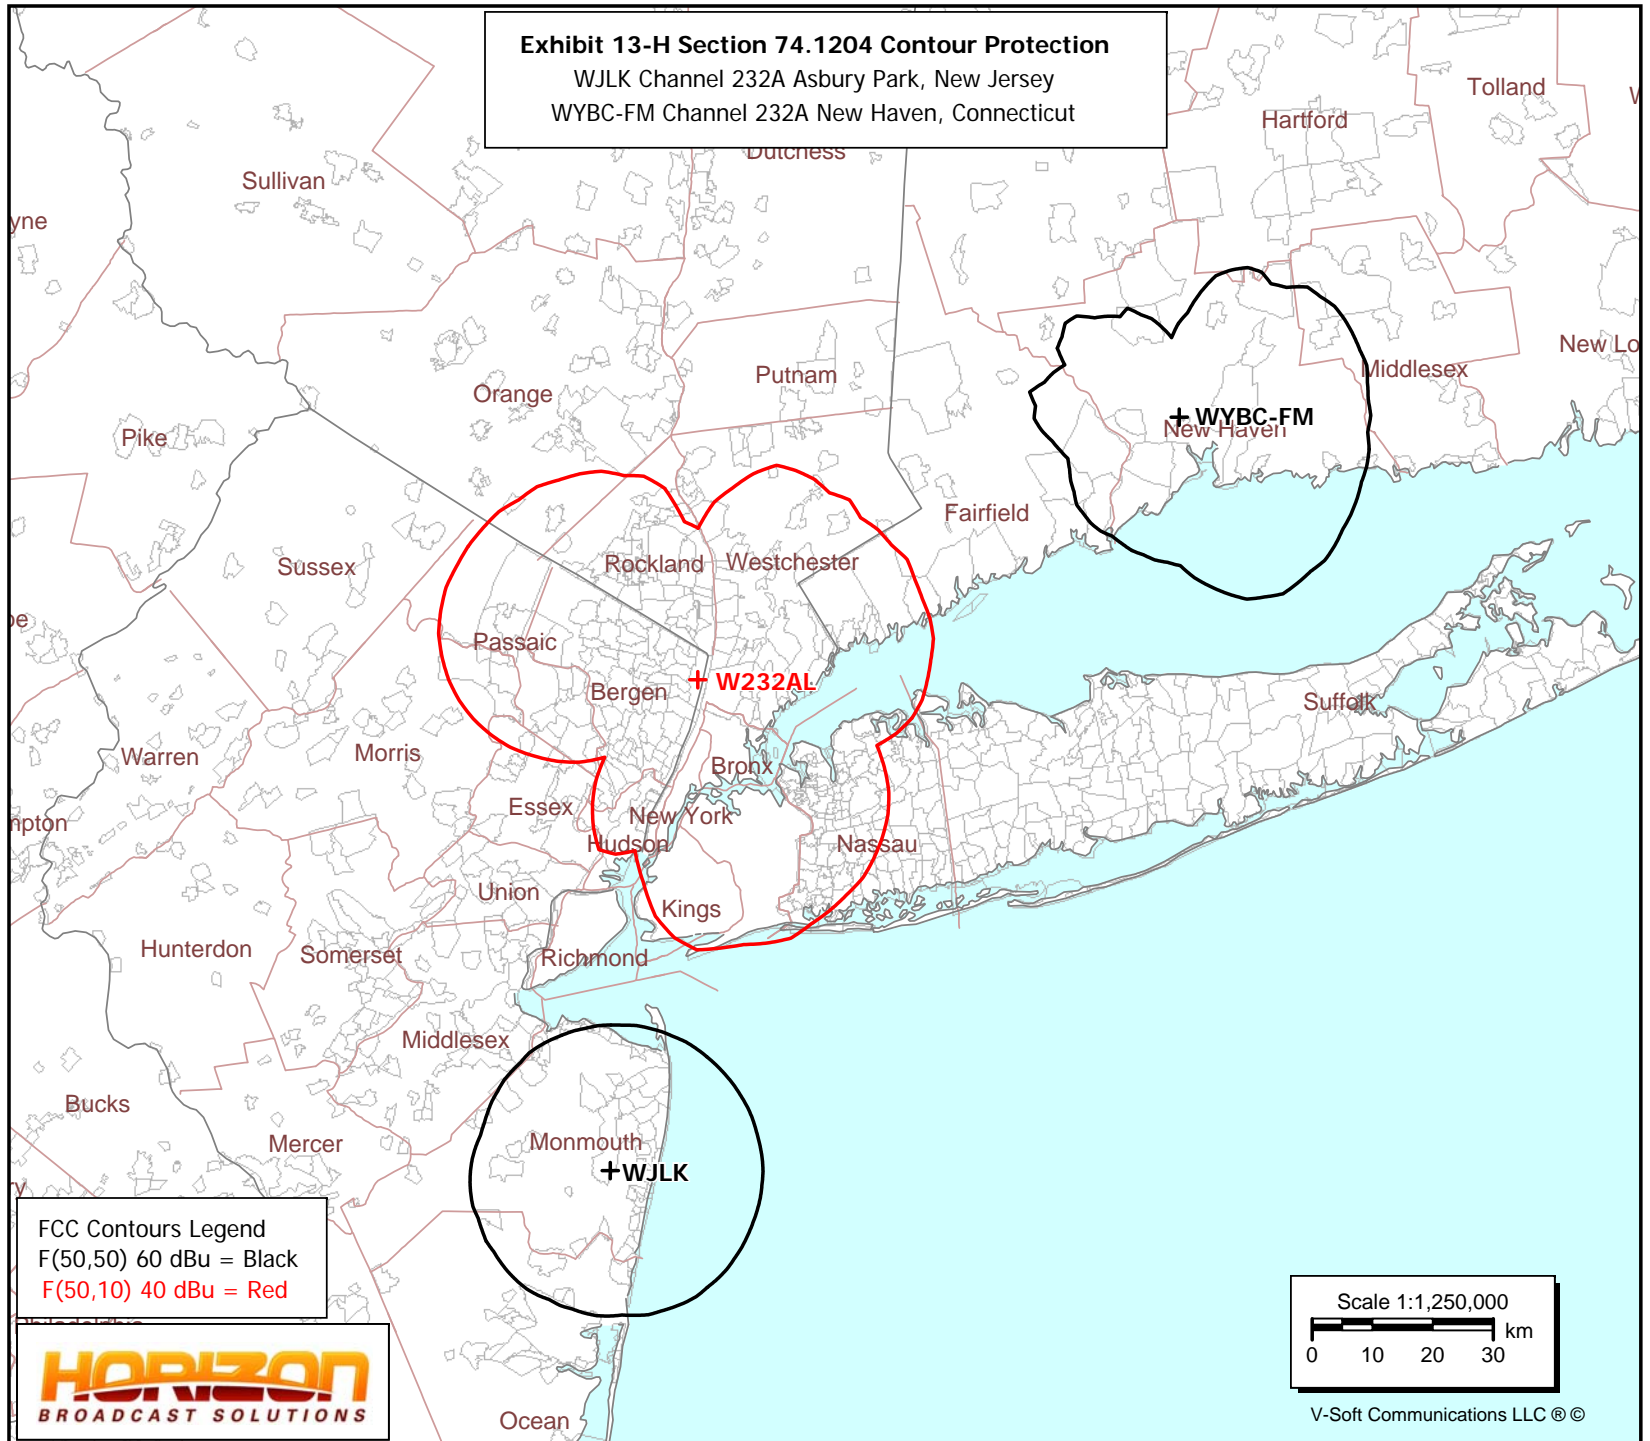 Exhibit 13-H Section 74.1204 Contour Protection
WJLK Channel 232A Asbury Park, New Jersey
WYBC-FM Channel 232A New Haven, Connecticut
Tolland
Hartford
Dutchess
Sullivan
yne
New Lo
Middlesex
Putnam
Orange
WYBC-FM
New Haven
Pike
Fairfield
Rockland
Westchester
Sussex
Passaic
W232AL
Bergen
Suffolk
Warren
Morris
Bronx
Essex
New York
mpton
Hudson
Nassau
Union
Kings
Hunterdon
Somerset
Richmond
Middlesex
Bucks
Mercer
Monmouth
WJLK
FCC Contours Legend
F(50,50) 60 dBu = Black
F(50,10) 40 dBu = Red
Philadelphia
Scale 1:1,250,000
km
0 10 20 30
HORIZON
BROADCAST SOLUTIONS
Ocean
V-Soft Communications LLC ® ©